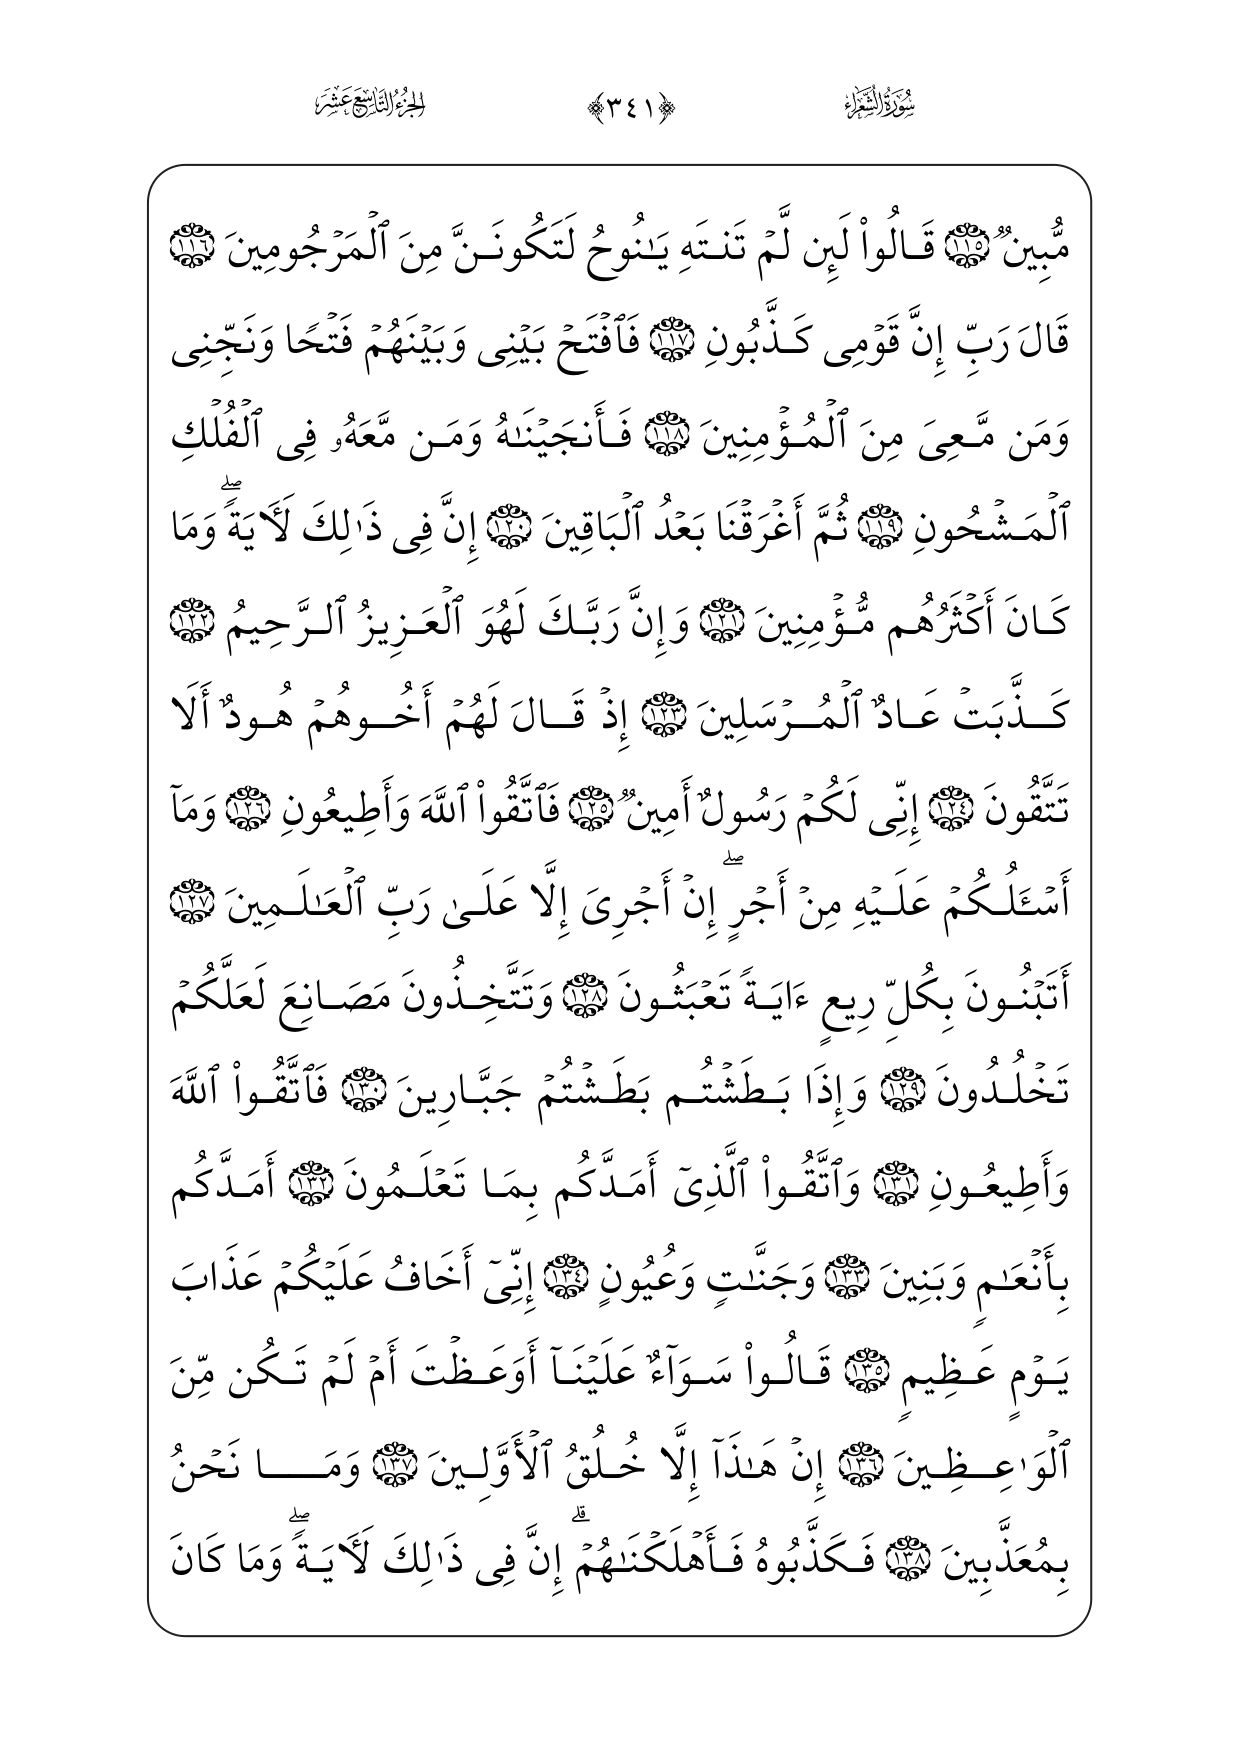 سُورَةُ الشُّعَرَاءِ ﴿٣٤١﴾ الجُزْءُ التَّاسِعَ عَشَرَ
مُّبِينٞ ١١٥ قَالُواْ لَئِن لَّمۡ تَنتَهِ يَٰنُوحُ لَتَكُونَنَّ مِنَ ٱلۡمَرۡجُومِينَ ١١٦
قَالَ رَبِّ إِنَّ قَوۡمِي كَذَّبُونِ ١١٧ فَٱفۡتَحۡ بَيۡنِي وَبَيۡنَهُمۡ فَتۡحٗا وَنَجِّنِي
وَمَن مَّعِيَ مِنَ ٱلۡمُؤۡمِنِينَ ١١٨ فَأَنجَيۡنَٰهُ وَمَن مَّعَهُۥ فِي ٱلۡفُلۡكِ
ٱلۡمَشۡحُونِ ١١٩ ثُمَّ أَغۡرَقۡنَا بَعۡدُ ٱلۡبَاقِينَ ١٢٠ إِنَّ فِي ذَٰلِكَ لَأٓيَةٗۖ وَمَا
كَانَ أَكۡثَرُهُم مُّؤۡمِنِينَ ١٢١ وَإِنَّ رَبَّكَ لَهُوَ ٱلۡعَزِيزُ ٱلرَّحِيمُ ١٢٢
كَذَّبَتۡ عَادٌ ٱلۡمُرۡسَلِينَ ١٢٣ إِذۡ قَالَ لَهُمۡ أَخُوهُمۡ هُودٌ أَلَا
تَتَّقُونَ ١٢٤ إِنِّي لَكُمۡ رَسُولٌ أَمِينٞ ١٢٥ فَٱتَّقُواْ ٱللَّهَ وَأَطِيعُونِ ١٢٦ وَمَآ
أَسۡـَٔلُكُمۡ عَلَيۡهِ مِنۡ أَجۡرٍۖ إِنۡ أَجۡرِيَ إِلَّا عَلَىٰ رَبِّ ٱلۡعَٰلَمِينَ ١٢٧
أَتَبۡنُونَ بِكُلِّ رِيعٍ ءَايَةٗ تَعۡبَثُونَ ١٢٨ وَتَتَّخِذُونَ مَصَانِعَ لَعَلَّكُمۡ
تَخۡلُدُونَ ١٢٩ وَإِذَا بَطَشۡتُم بَطَشۡتُمۡ جَبَّارِينَ ١٣٠ فَٱتَّقُواْ ٱللَّهَ
وَأَطِيعُونِ ١٣١ وَٱتَّقُواْ ٱلَّذِيٓ أَمَدَّكُم بِمَا تَعۡلَمُونَ ١٣٢ أَمَدَّكُم
بِأَنۡعَٰمٖ وَبَنِينَ ١٣٣ وَجَنَّٰتٖ وَعُيُونٍ ١٣٤ إِنِّيٓ أَخَافُ عَلَيۡكُمۡ عَذَابَ
يَوۡمٍ عَظِيمٖ ١٣٥ قَالُواْ سَوَآءٌ عَلَيۡنَآ أَوَعَظۡتَ أَمۡ لَمۡ تَكُن مِّنَ
ٱلۡوَٰعِظِينَ ١٣٦ إِنۡ هَٰذَآ إِلَّا خُلُقُ ٱلۡأَوَّلِينَ ١٣٧ وَمَا نَحۡنُ
بِمُعَذَّبِينَ ١٣٨ فَكَذَّبُوهُ فَأَهۡلَكۡنَٰهُمۡۚ إِنَّ فِي ذَٰلِكَ لَأٓيَةٗۖ وَمَا كَانَ